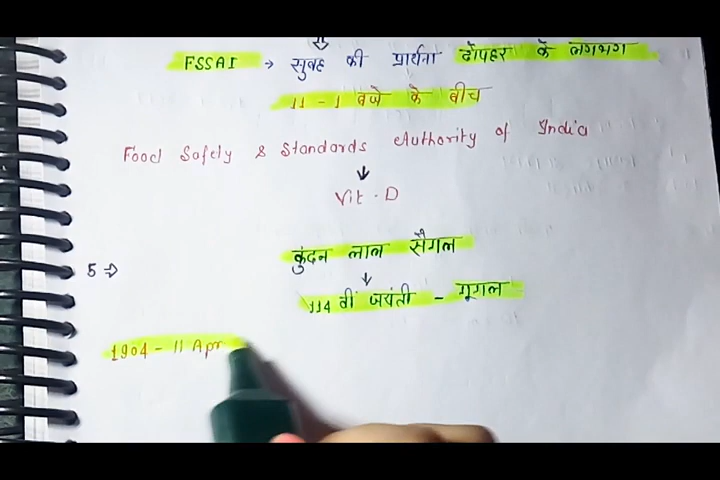 FSSAI → सुबह की प्रार्थना दोपहर के लगभग
11 - 1 बजे के बीच
Food Safety & Standards Authority of India
↓
Vit - D
5 ⇒ कुंदन लाल सैगल
↓
114 वीं जयंती - गूगल
1904 - 11 Apr